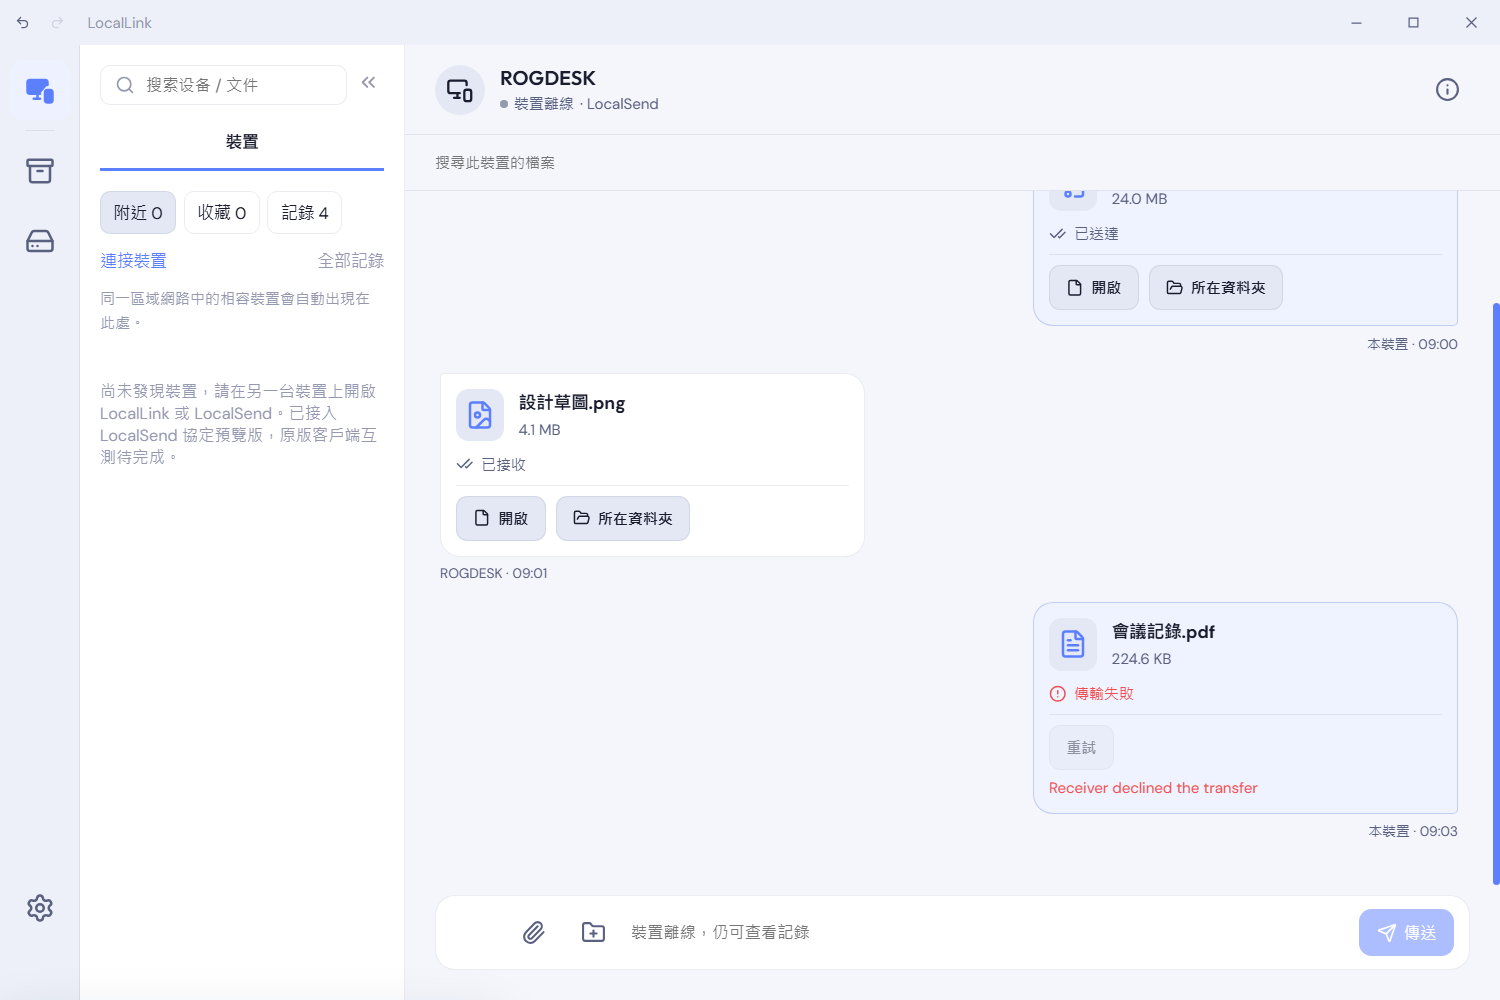 LocalLink
搜索设备 / 文件
裝置
附近 0
收藏 0
記錄 4
連接裝置
全部記錄
同一區域網路中的相容裝置會自動出現在
此處。
尚未發現裝置，請在另一台裝置上開啟
LocalLink 或 LocalSend。已接入
LocalSend 協定預覽版，原版客戶端互
測待完成。
ROGDESK
裝置離線 · LocalSend
搜尋此裝置的檔案
24.0 MB
已送達
開啟
所在資料夾
本裝置 · 09:00
設計草圖.png
4.1 MB
已接收
開啟
所在資料夾
ROGDESK · 09:01
會議記錄.pdf
224.6 KB
傳輸失敗
重試
Receiver declined the transfer
本裝置 · 09:03
裝置離線，仍可查看記錄
傳送